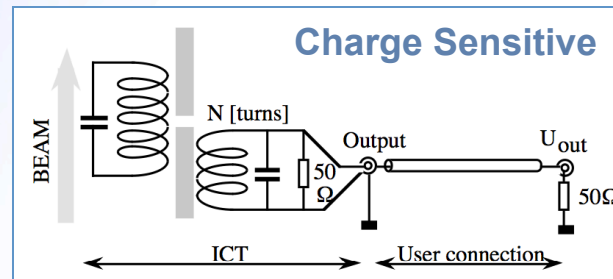 Charge Sensitive
BEAM
N [turns]
50
Ω
Output
U out
50Ω
ICT
User connection